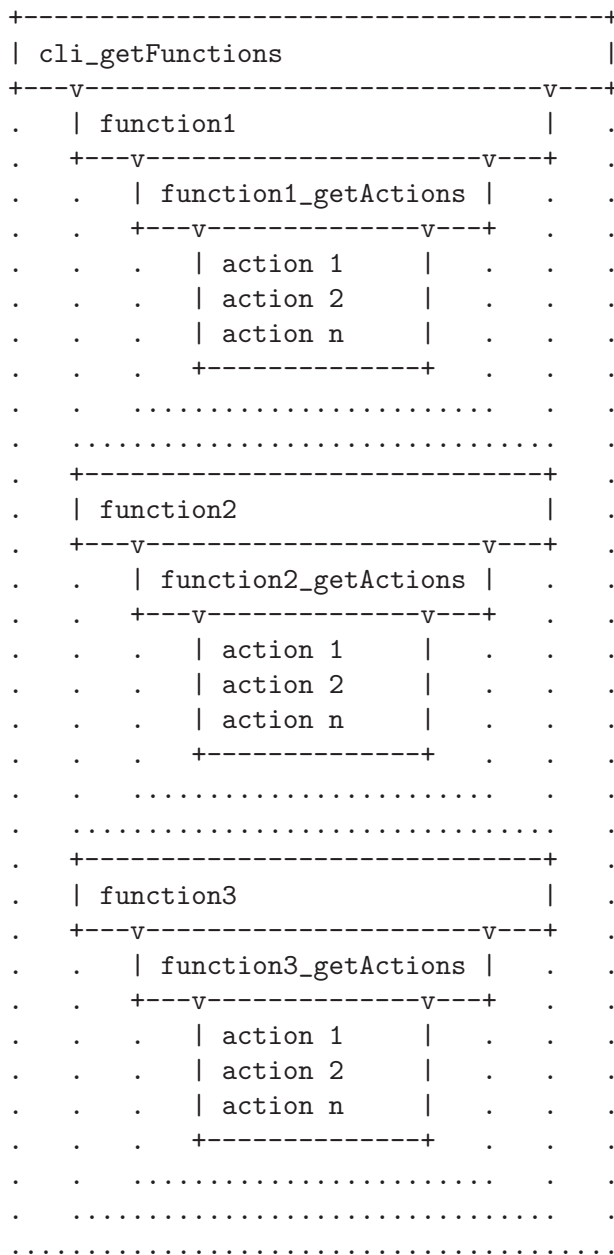 +---------------------------------------+
| cli_getFunctions                      |
+---v-------------------------------v---+
.   | function1                     |   .
.   +---v-----------------------v---+   .
.   .   | function1_getActions |   .   .
.   .   +---v---------------v---+   .   .
.   .   .   | action 1      |   .   .   .
.   .   .   | action 2      |   .   .   .
.   .   .   | action n      |   .   .   .
.   .   .   +--------------+   .   .   .
.   .   ........................   .   .
.   ................................   .
.   +-------------------------------+   .
.   | function2                     |   .
.   +---v-----------------------v---+   .
.   .   | function2_getActions |   .   .
.   .   +---v---------------v---+   .   .
.   .   .   | action 1      |   .   .   .
.   .   .   | action 2      |   .   .   .
.   .   .   | action n      |   .   .   .
.   .   .   +--------------+   .   .   .
.   .   ........................   .   .
.   ................................   .
.   +-------------------------------+   .
.   | function3                     |   .
.   +---v-----------------------v---+   .
.   .   | function3_getActions |   .   .
.   .   +---v---------------v---+   .   .
.   .   .   | action 1      |   .   .   .
.   .   .   | action 2      |   .   .   .
.   .   .   | action n      |   .   .   .
.   .   .   +--------------+   .   .   .
.   .   ........................   .   .
.   ................................   .
........................................